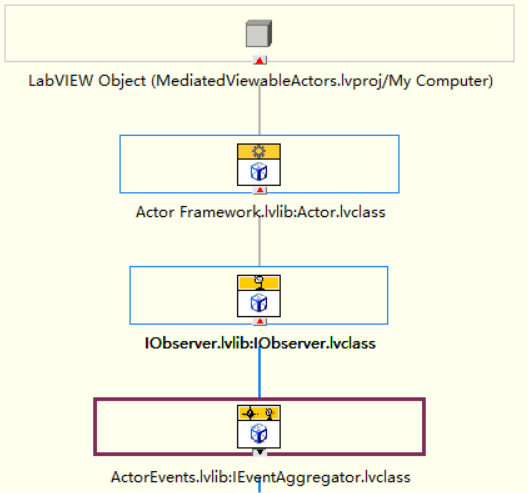 LabVIEW Object (MediatedViewableActors.lvproj/My Computer)
Actor Framework.lvlib:Actor.lvclass
IObserver.lvlib:IObserver.lvclass
ActorEvents.lvlib:IEventAggregator.lvclass